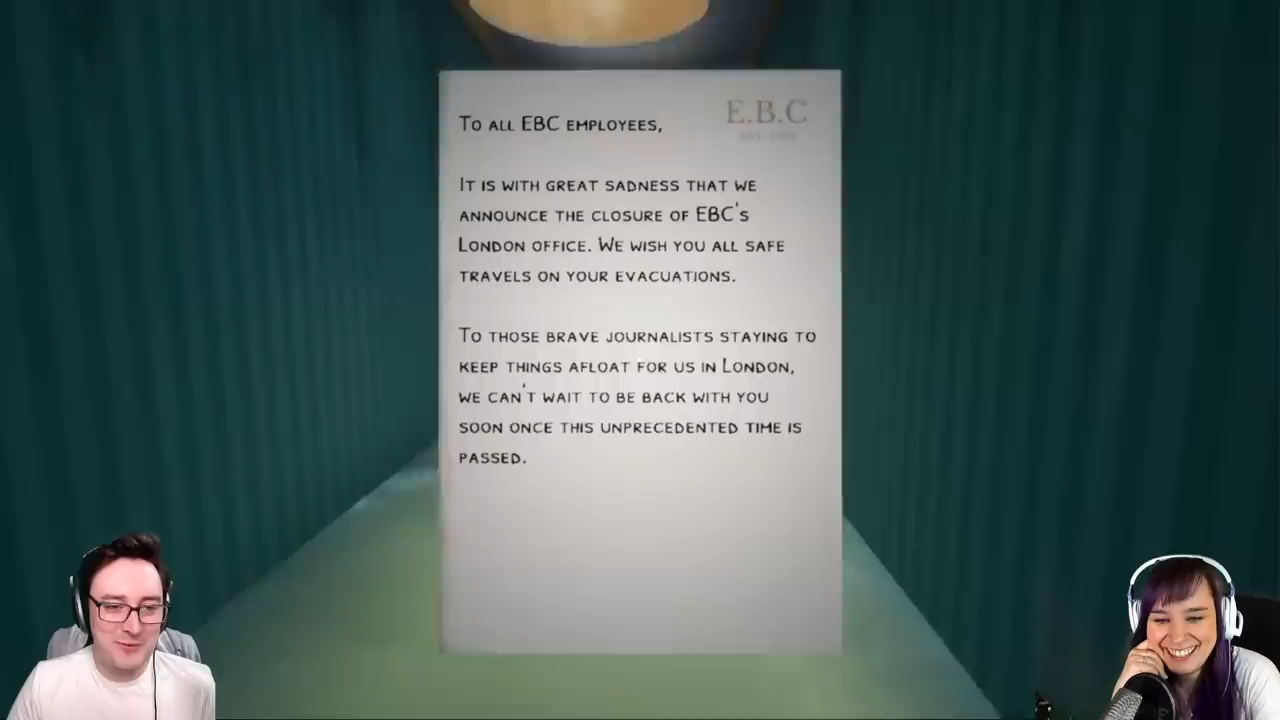 E.B.C
To all EBC employees,
It is with great sadness that we
announce the closure of EBC's
London office. We wish you all safe
travels on your evacuations.
To those brave journalists staying to
keep things afloat for us in London,
we can't wait to be back with you
soon once this unprecedented time is
passed.